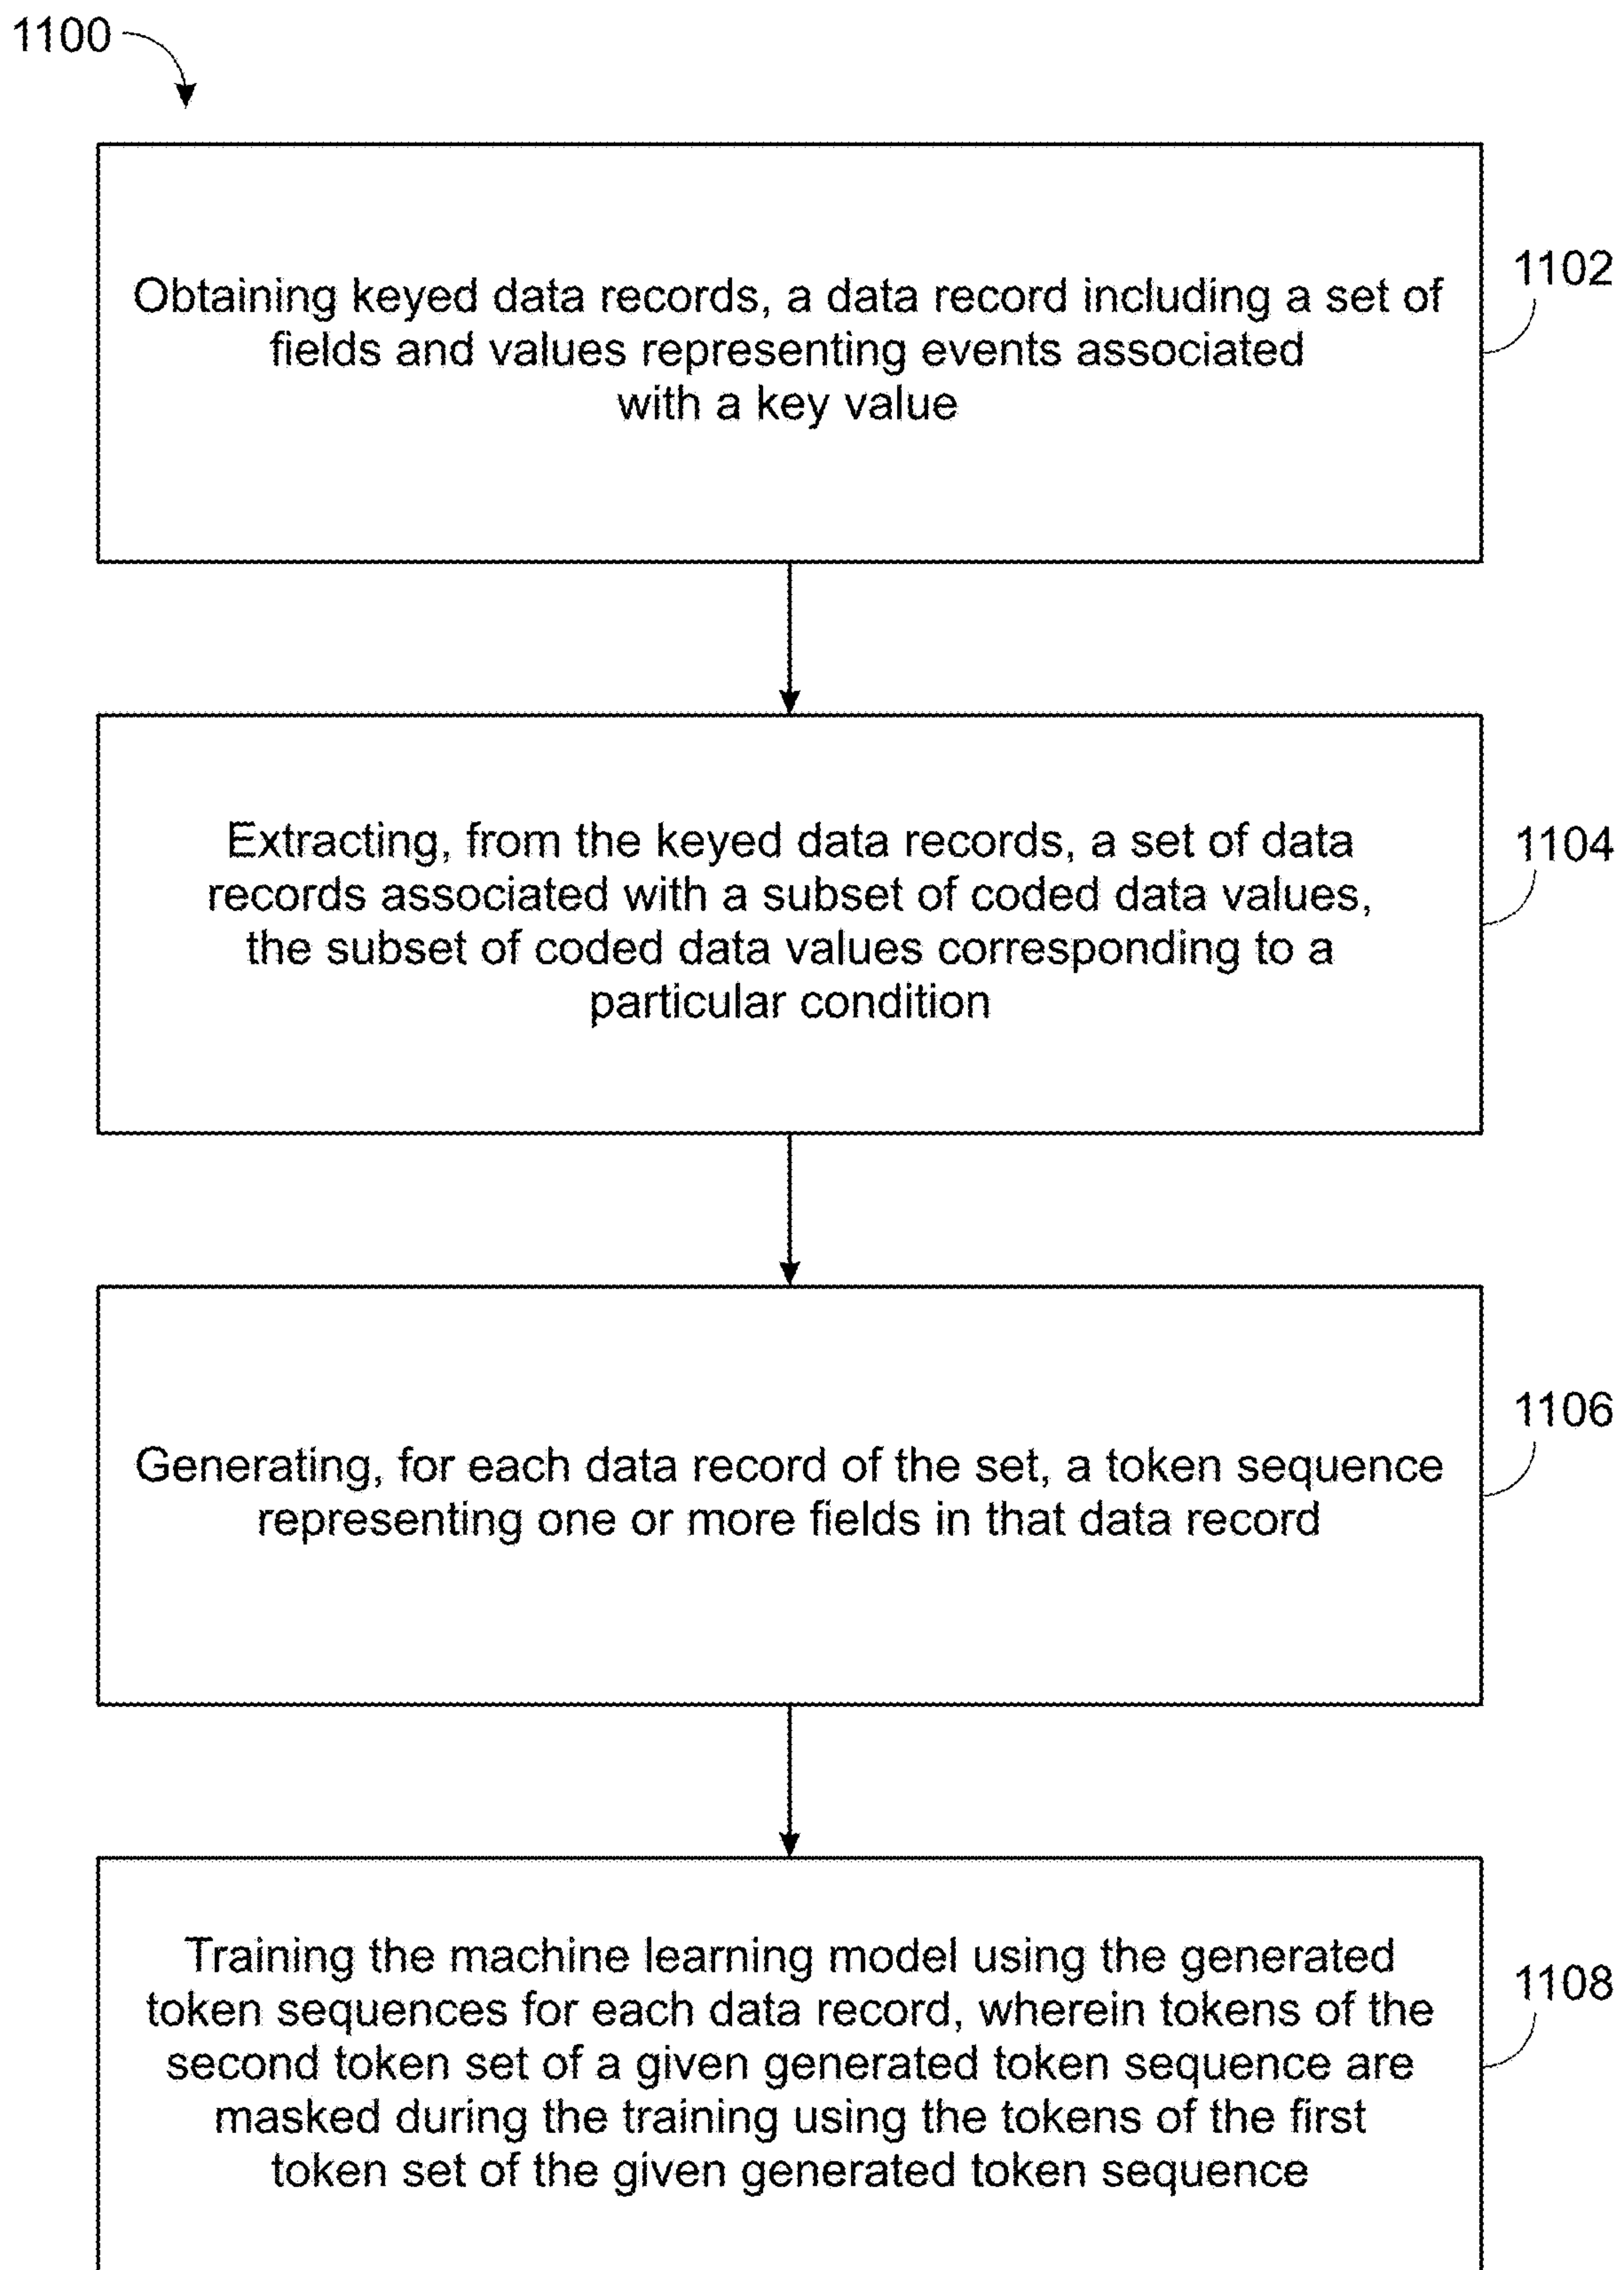 1100
Obtaining keyed data records, a data record including a set of
fields and values representing events associated
with a key value
1102
Extracting, from the keyed data records, a set of data
records associated with a subset of coded data values,
the subset of coded data values corresponding to a
particular condition
1104
Generating, for each data record of the set, a token sequence
representing one or more fields in that data record
1106
Training the machine learning model using the generated
token sequences for each data record, wherein tokens of the
second token set of a given generated token sequence are
masked during the training using the tokens of the first
token set of the given generated token sequence
1108